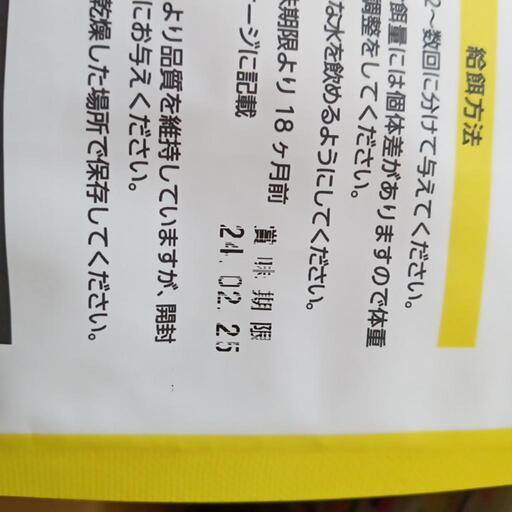 給餌方法
2～数回に分けて与えてください。
餌量には個体差がありますので体重
調整をしてください。
な水を飲めるようにしてください。
期限より 18 ヶ月前
ージに記載
賞味期限
24.02.25
より品質を維持していますが、開封
にお与えください。
乾燥した場所で保存してください。